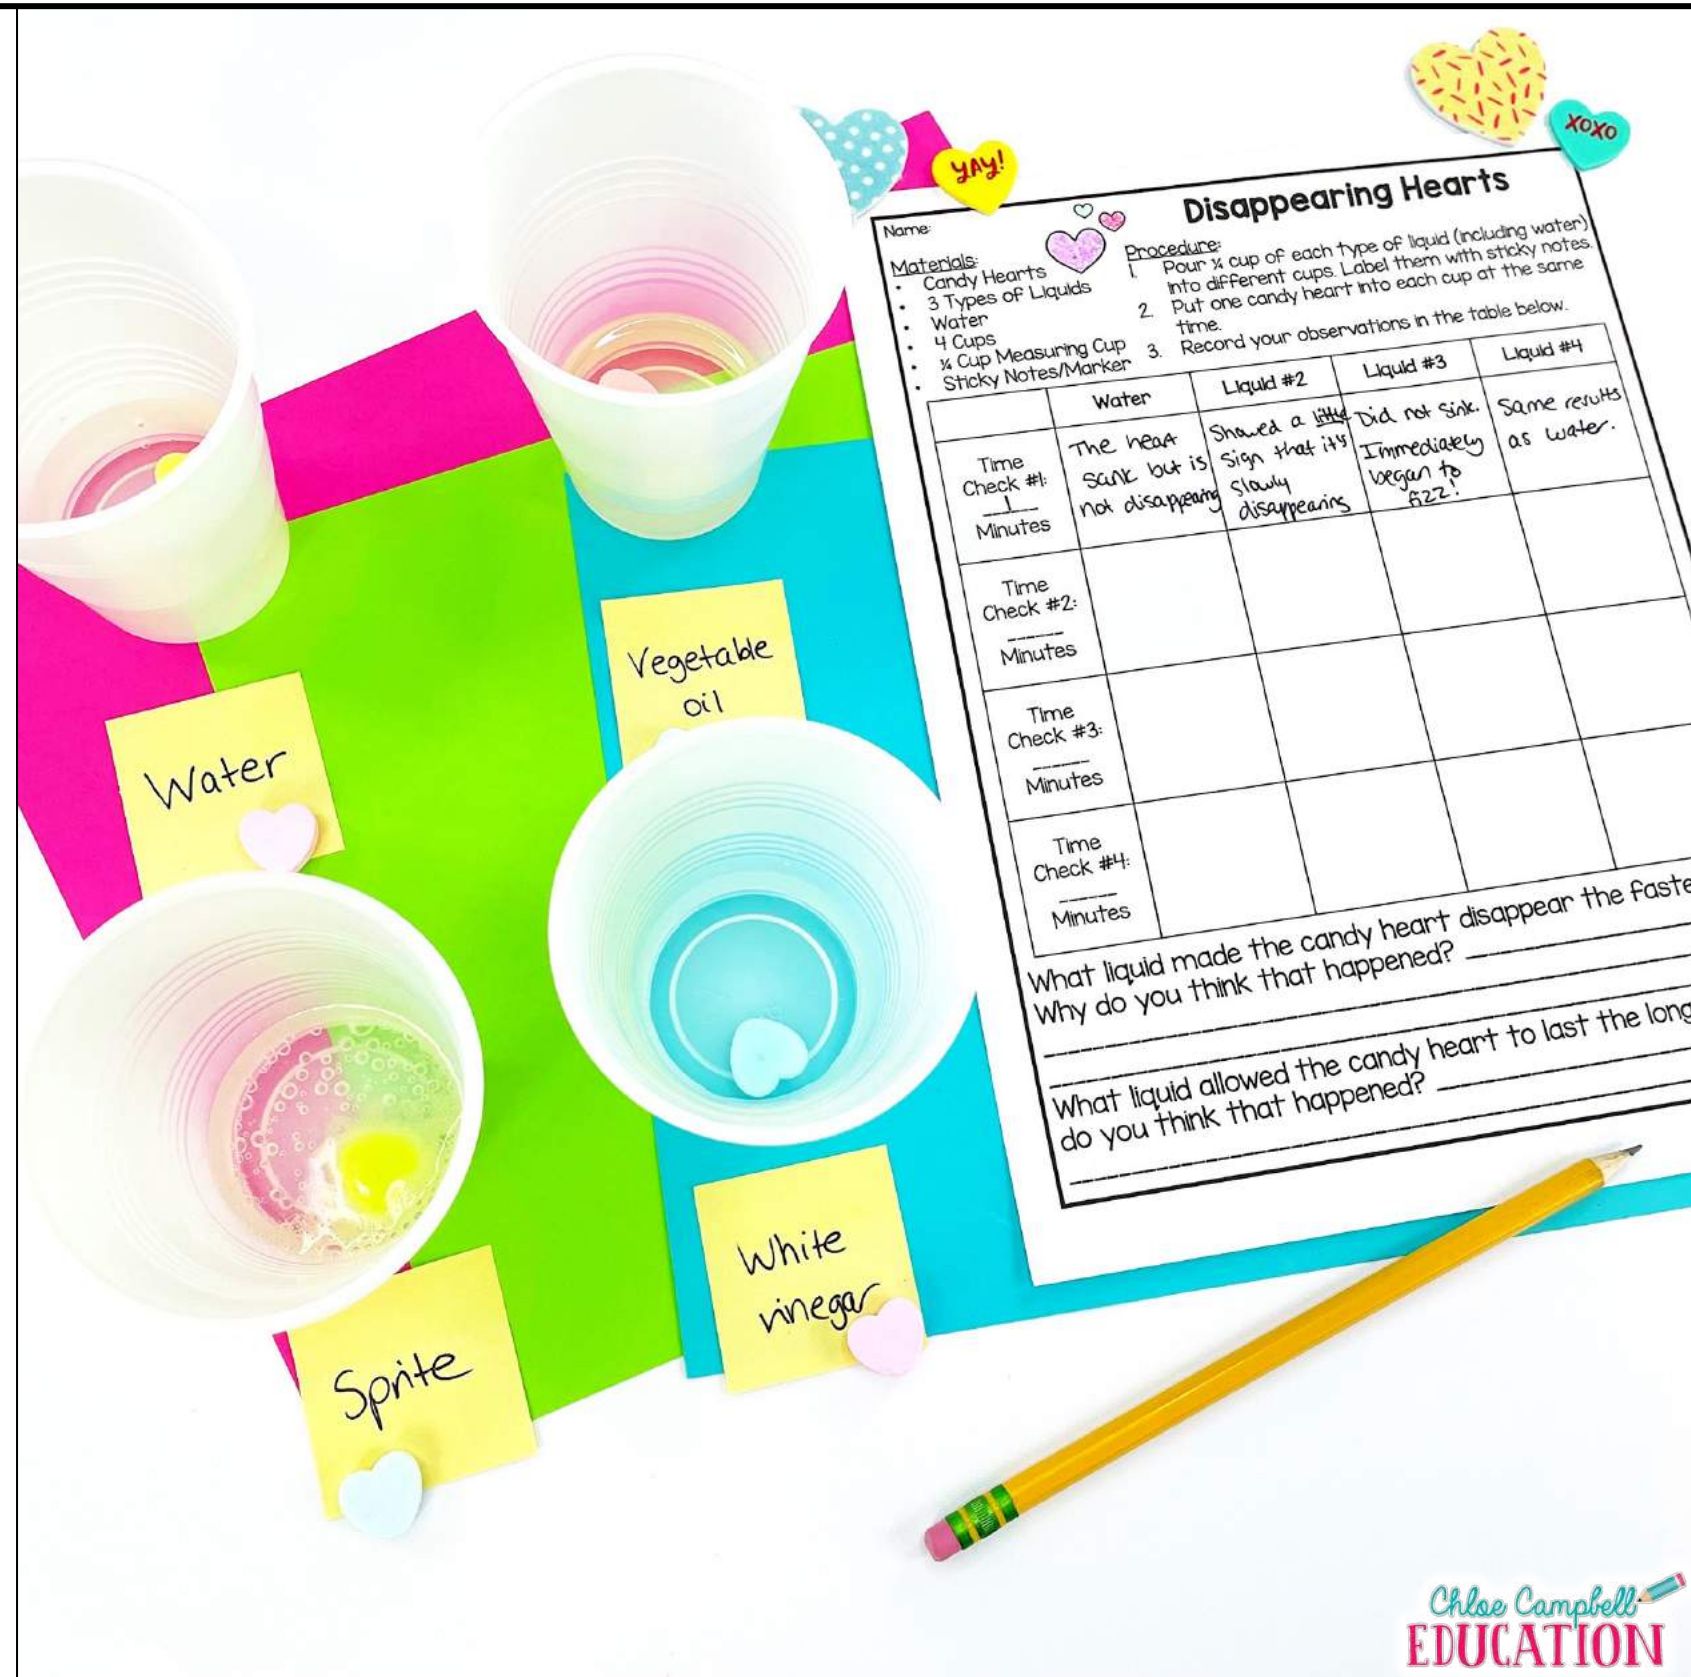 YAY!
XOXO
Disappearing Hearts
Name:
Materials:
• Candy Hearts
• 3 Types of Liquids
• Water
• 4 Cups
• ¼ Cup Measuring Cup
• Sticky Notes/Marker
Procedure:
1. Pour ¼ cup of each type of liquid (including water)
into different cups. Label them with sticky notes.
2. Put one candy heart into each cup at the same
time.
3. Record your observations in the table below.
Water
Liquid #2
Liquid #3
Liquid #4
Time
Check #1:
1
Minutes
The heart
sank but is
not disappearing
Showed a little
sign that it's
slowly
disappearing
Did not sink.
Immediately
began to
fizz!
Same results
as water.
Time
Check #2:
Minutes
Time
Check #3:
Minutes
Time
Check #4:
Minutes
What liquid made the candy heart disappear the faste
Why do you think that happened?
What liquid allowed the candy heart to last the long
do you think that happened?
Vegetable
oil
Water
White
vinegar
Sprite
Chloe Campbell
EDUCATION